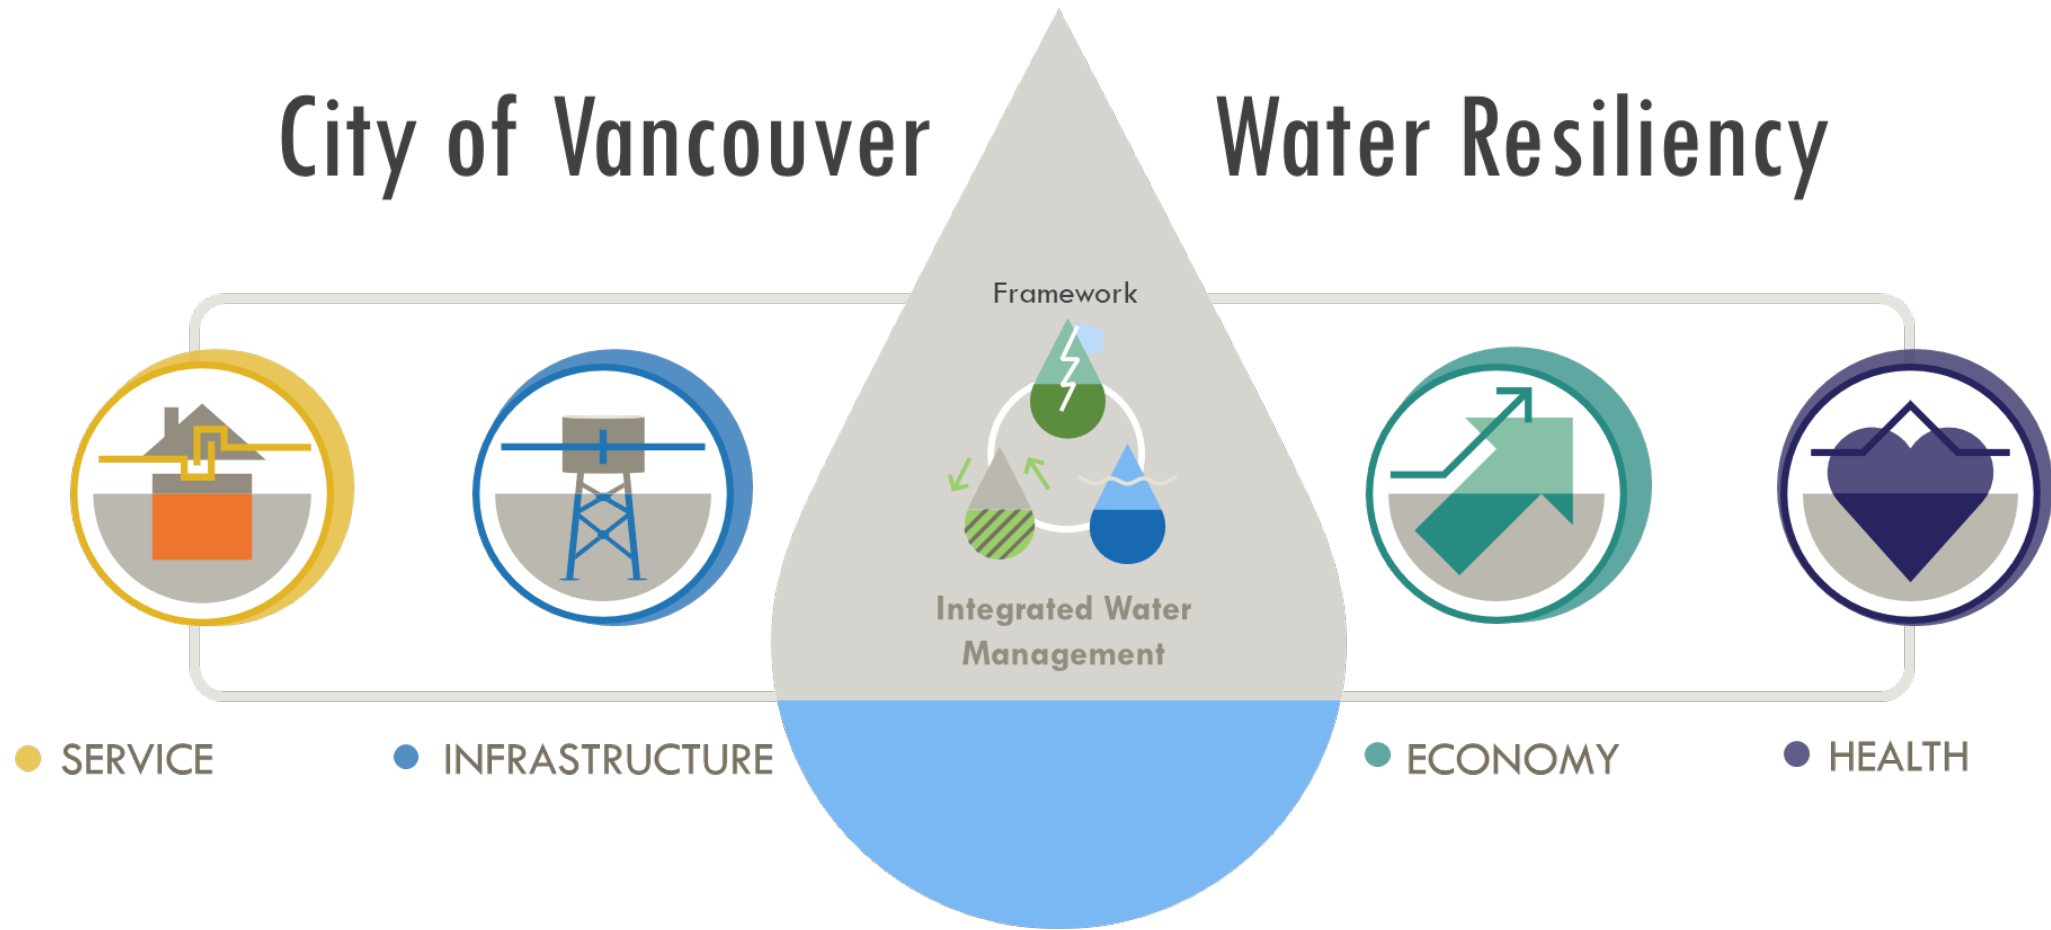 City of Vancouver
Water Resiliency
Framework
Integrated Water
Management
SERVICE
INFRASTRUCTURE
ECONOMY
HEALTH